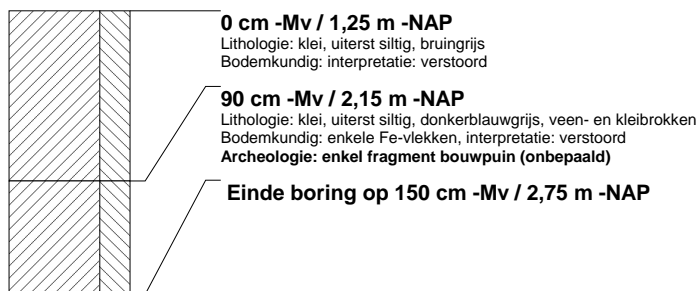 0 cm -Mv / 1,25 m -NAP
Lithologie: klei, uiterst siltig, bruingrijs
Bodemkundig: interpretatie: verstoord
90 cm -Mv / 2,15 m -NAP
Lithologie: klei, uiterst siltig, donkerblauwgrijs, veen- en kleibrokken
Bodemkundig: enkele Fe-vlekken, interpretatie: verstoord
Archeologie: enkel fragment bouwpuin (onbepaald)
Einde boring op 150 cm -Mv / 2,75 m -NAP